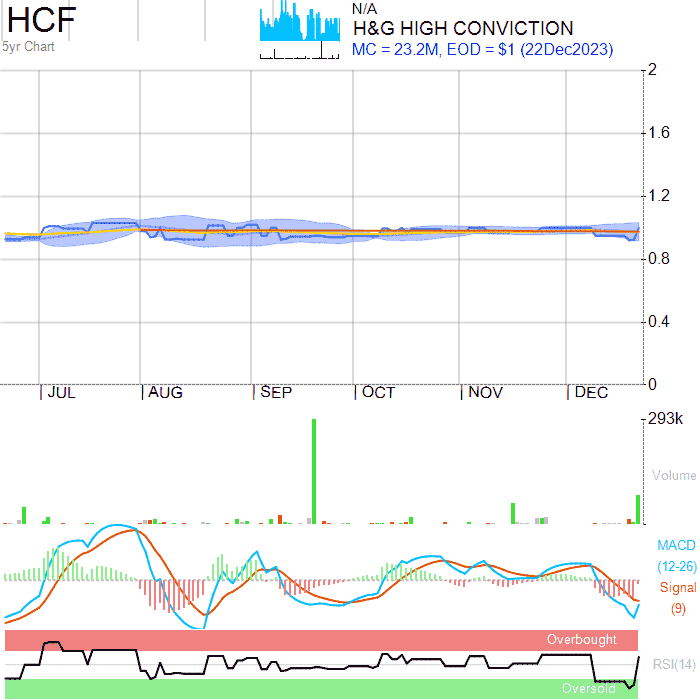 HCF
5yr Chart
N/A
H&G HIGH CONVICTION
MC = 23.2M, EOD = $1 (22Dec2023)
2
1.6
1.2
0.8
0.4
0
JUL AUG SEP OCT NOV DEC
293k
Volume
MACD
(12-26)
Signal
(9)
Overbought
RSI(14)
Oversold